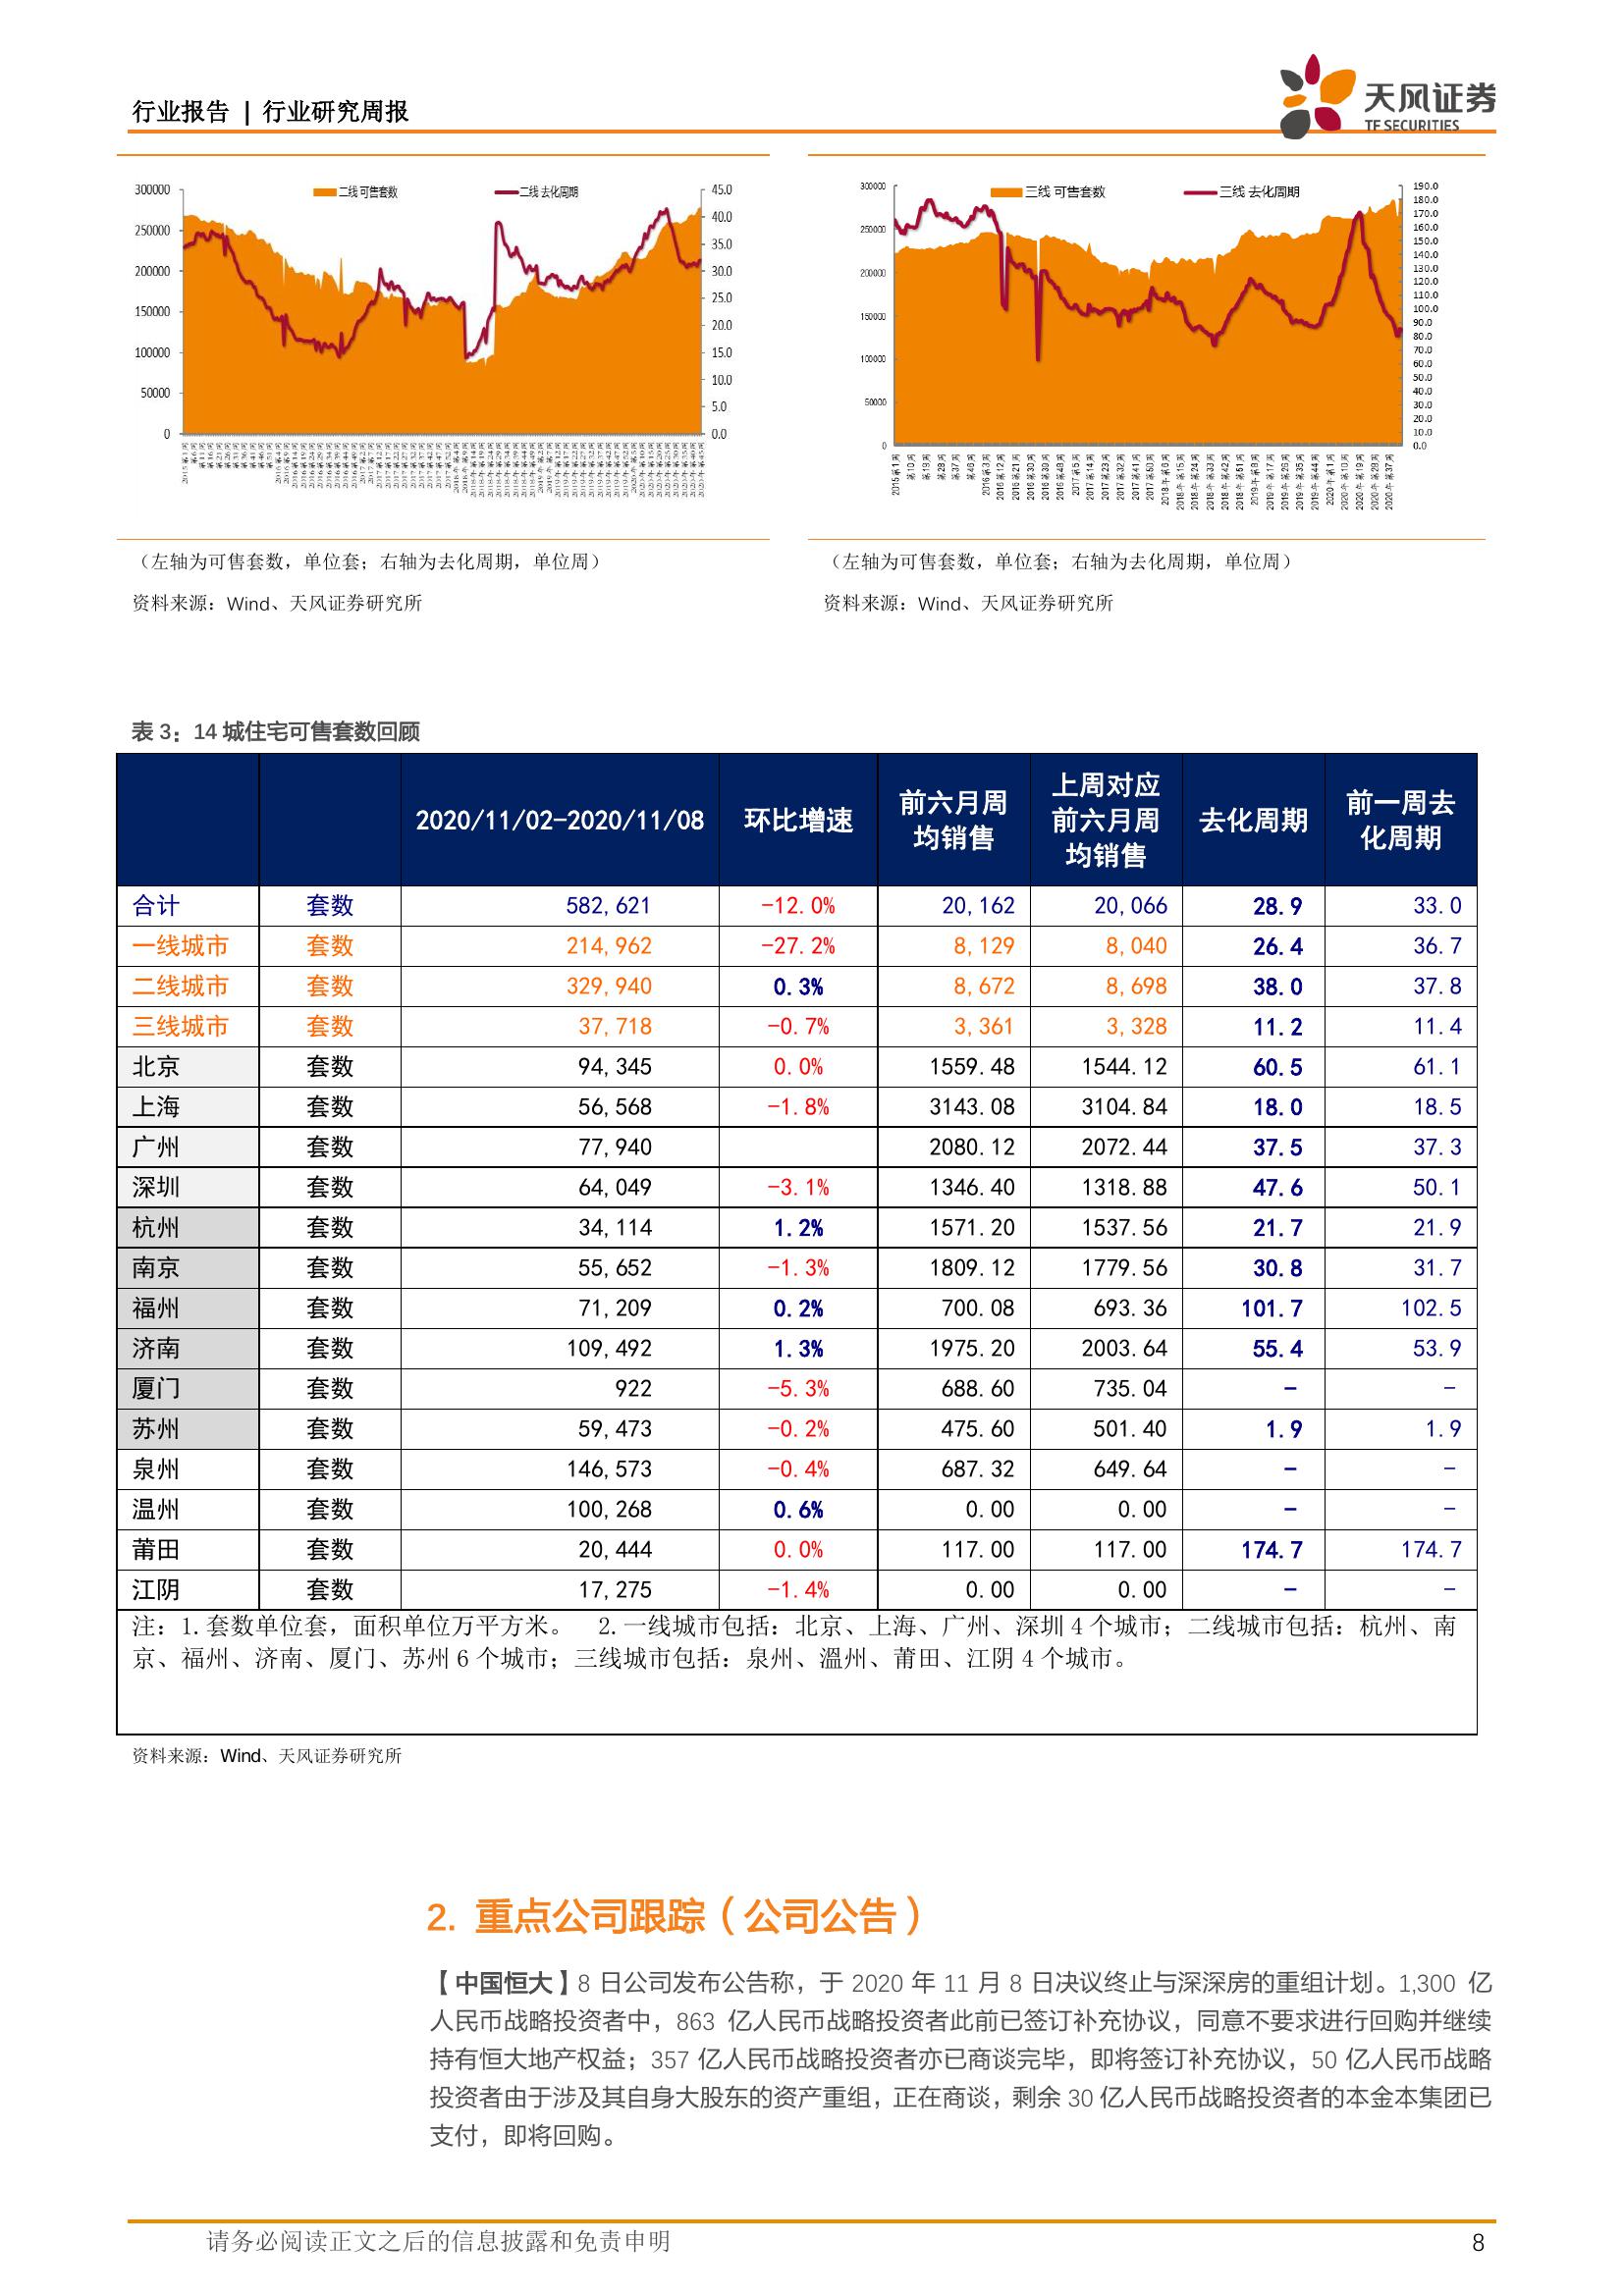 行业报告 | 行业研究周报
天风证券
TF SECURITIES
二线 可售套数 二线 去化周期
300000
250000
200000
150000
100000
50000
0
45.0
40.0
35.0
30.0
25.0
20.0
15.0
10.0
5.0
0.0
三线 可售套数 三线 去化周期
300000
250000
200000
150000
100000
50000
0
190.0
180.0
170.0
160.0
150.0
140.0
130.0
120.0
110.0
100.0
90.0
80.0
70.0
60.0
50.0
40.0
30.0
20.0
10.0
0.0
（左轴为可售套数，单位套；右轴为去化周期，单位周）
资料来源：Wind、天风证券研究所
（左轴为可售套数，单位套；右轴为去化周期，单位周）
资料来源：Wind、天风证券研究所
表 3：14 城住宅可售套数回顾
2020/11/02-2020/11/08 环比增速 前六月周均销售 上周对应前六月周均销售 去化周期 前一周去化周期
合计 套数 582,621 -12.0% 20,162 20,066 28.9 33.0
一线城市 套数 214,962 -27.2% 8,129 8,040 26.4 36.7
二线城市 套数 329,940 0.3% 8,672 8,698 38.0 37.8
三线城市 套数 37,718 -0.7% 3,361 3,328 11.2 11.4
北京 套数 94,345 0.0% 1559.48 1544.12 60.5 61.1
上海 套数 56,568 -1.8% 3143.08 3104.84 18.0 18.5
广州 套数 77,940 2080.12 2072.44 37.5 37.3
深圳 套数 64,049 -3.1% 1346.40 1318.88 47.6 50.1
杭州 套数 34,114 1.2% 1571.20 1537.56 21.7 21.9
南京 套数 55,652 -1.3% 1809.12 1779.56 30.8 31.7
福州 套数 71,209 0.2% 700.08 693.36 101.7 102.5
济南 套数 109,492 1.3% 1975.20 2003.64 55.4 53.9
厦门 套数 922 -5.3% 688.60 735.04 - -
苏州 套数 59,473 -0.2% 475.60 501.40 1.9 1.9
泉州 套数 146,573 -0.4% 687.32 649.64 - -
温州 套数 100,268 0.6% 0.00 0.00 - -
莆田 套数 20,444 0.0% 117.00 117.00 174.7 174.7
江阴 套数 17,275 -1.4% 0.00 0.00 - -
注：1.套数单位套，面积单位万平方米。 2.一线城市包括：北京、上海、广州、深圳 4 个城市；二线城市包括：杭州、南
京、福州、济南、厦门、苏州 6 个城市；三线城市包括：泉州、温州、莆田、江阴 4 个城市。
资料来源：Wind、天风证券研究所
2. 重点公司跟踪（公司公告）
【中国恒大】8 日公司发布公告称，于 2020 年 11 月 8 日决议终止与深深房的重组计划。1,300 亿
人民币战略投资者中，863 亿人民币战略投资者此前已签订补充协议，同意不要求进行回购并继续
持有恒大地产权益；357 亿人民币战略投资者亦已商谈完毕，即将签订补充协议，50 亿人民币战略
投资者由于涉及其自身大股东的资产重组，正在商谈，剩余 30 亿人民币战略投资者的本金本集团已
支付，即将回购。
请务必阅读正文之后的信息披露和免责申明
8